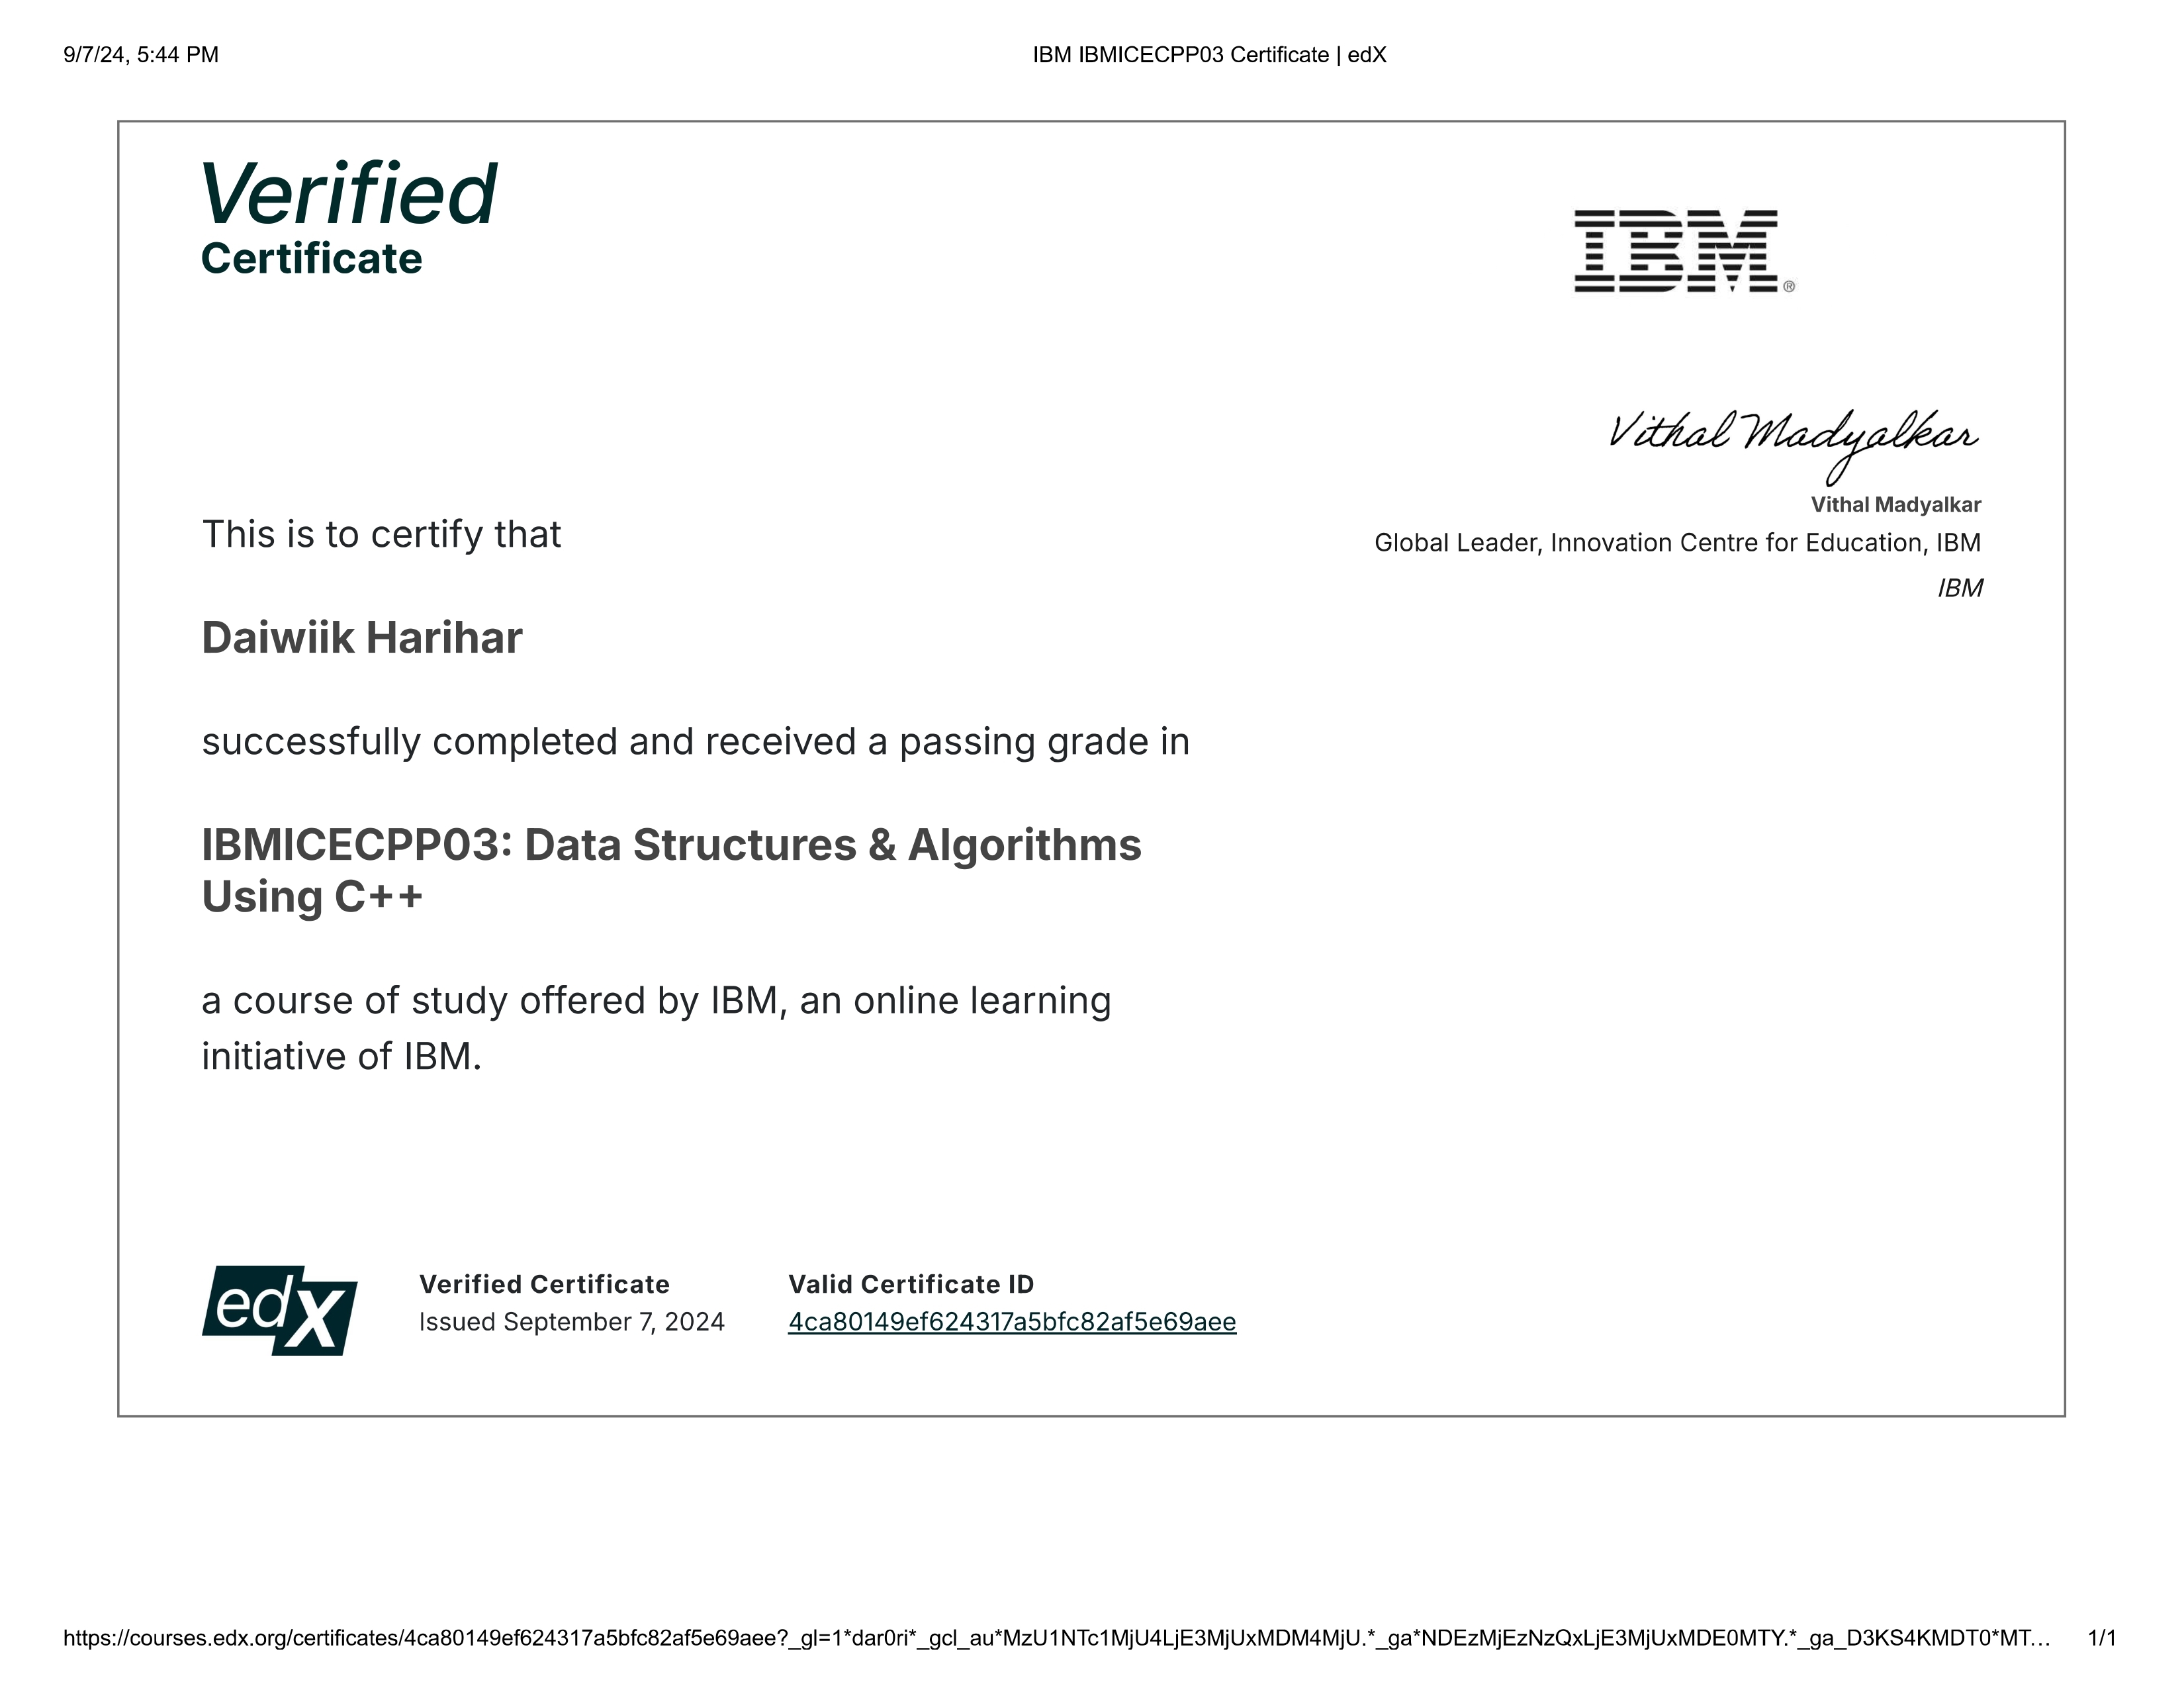 9/7/24, 5:44 PM
IBM IBMICECPP03 Certificate | edX
Verified
Certificate
IBM®
Vithal Madyalkar
Vithal Madyalkar
Global Leader, Innovation Centre for Education, IBM
IBM
This is to certify that
Daiwiik Harihar
successfully completed and received a passing grade in
IBMICECPP03: Data Structures & Algorithms
Using C++
a course of study offered by IBM, an online learning
initiative of IBM.
edX
Verified Certificate
Issued September 7, 2024
Valid Certificate ID
4ca80149ef624317a5bfc82af5e69aee
https://courses.edx.org/certificates/4ca80149ef624317a5bfc82af5e69aee?_gl=1*dar0ri*_gcl_au*MzU1NTc1MjU4LjE3MjUxMDM4MjU.*_ga*NDEzMjEzNzQxLjE3MjUxMDE0MTY.*_ga_D3KS4KMDT0*MT…
1/1